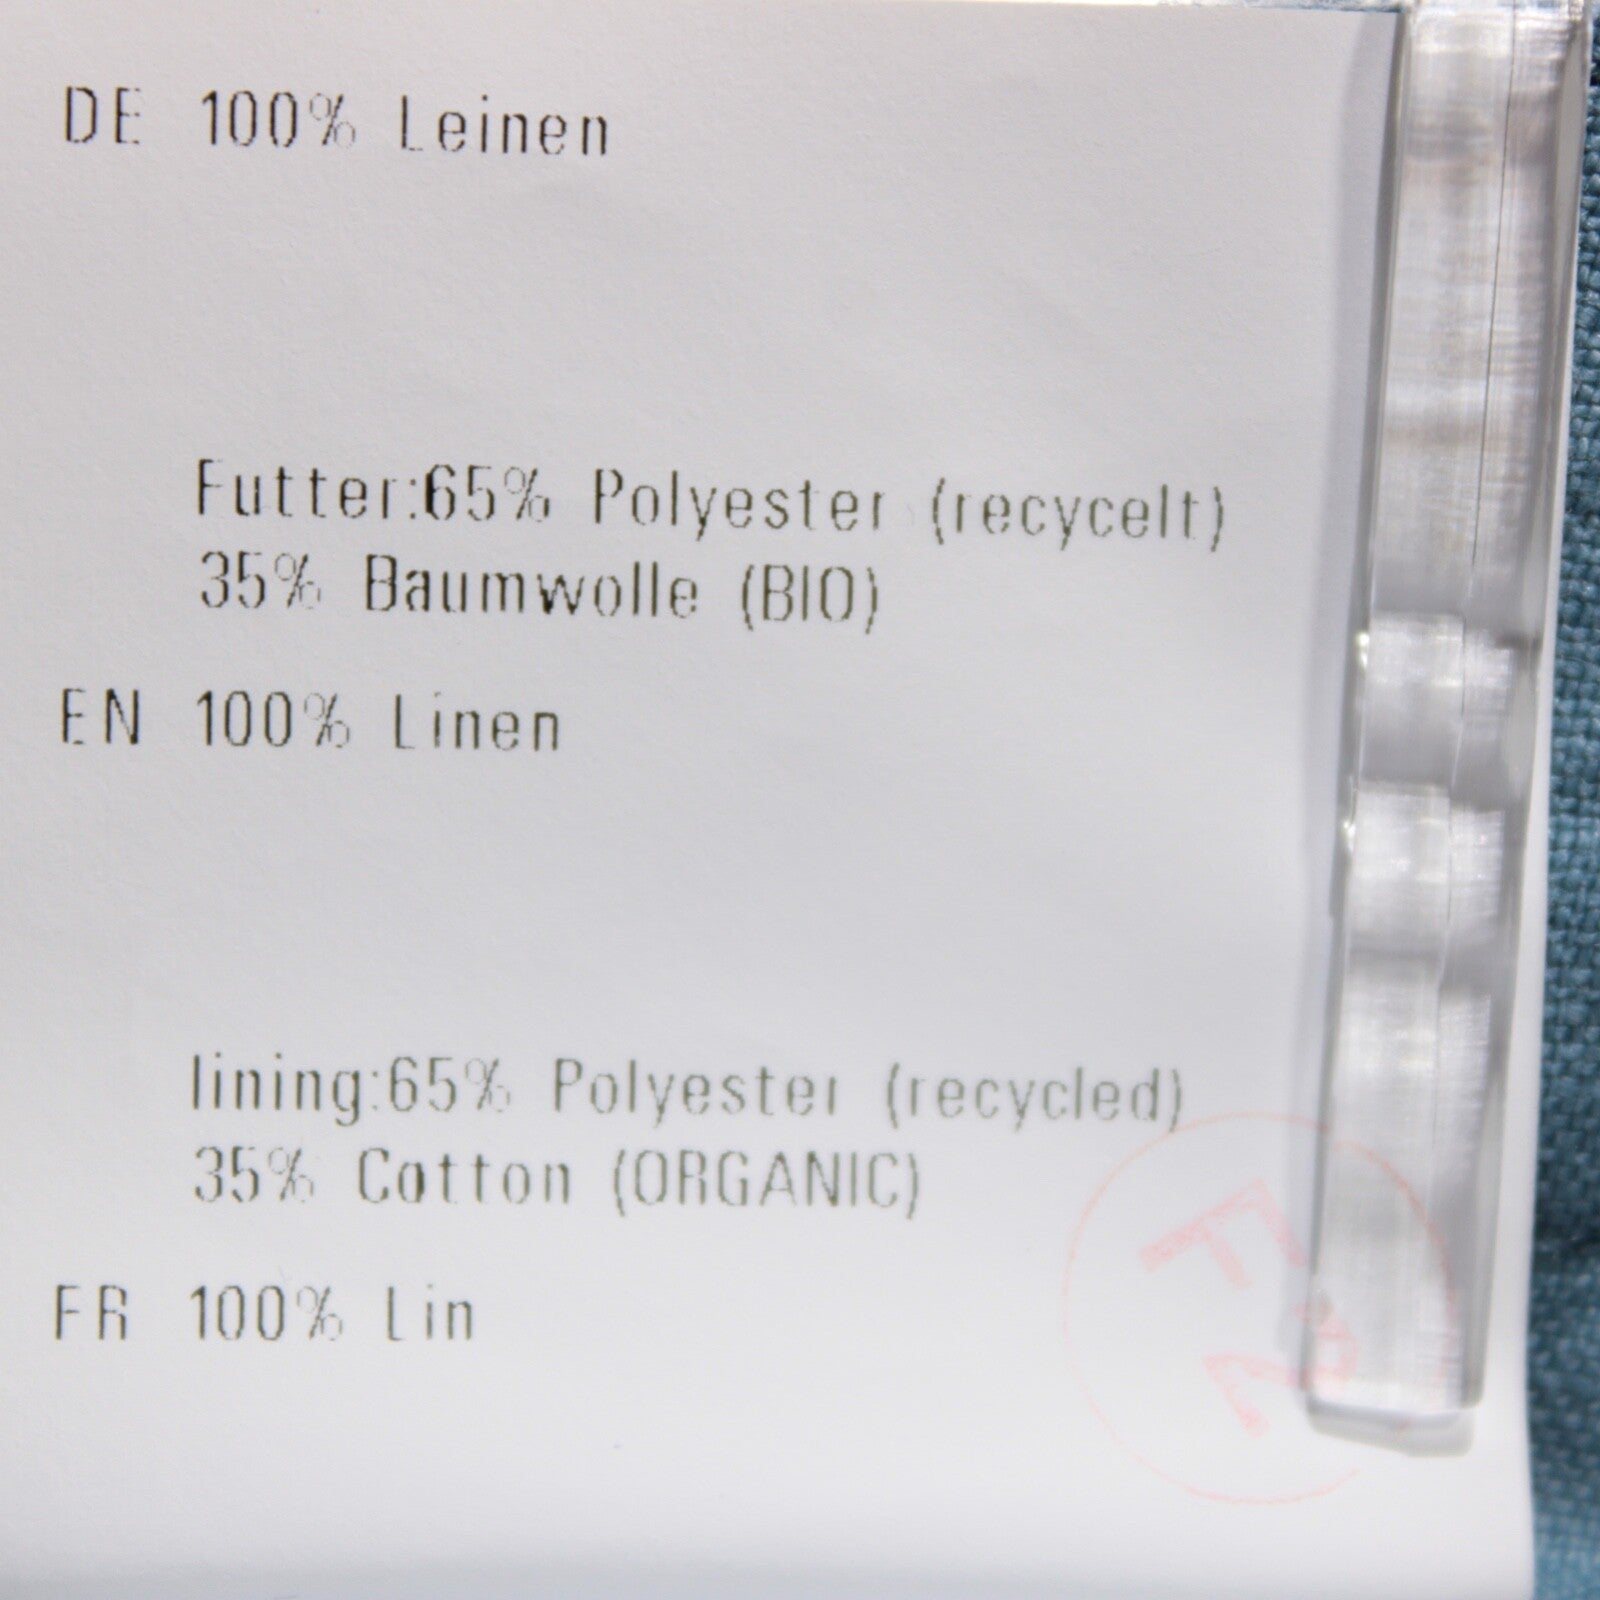 DE 100% Leinen
Futter:65% Polyester (recycelt)
35% Baumwolle (BIO)
EN 100% Linen
lining:65% Polyester (recycled)
35% Cotton (ORGANIC)
FR 100% Lin